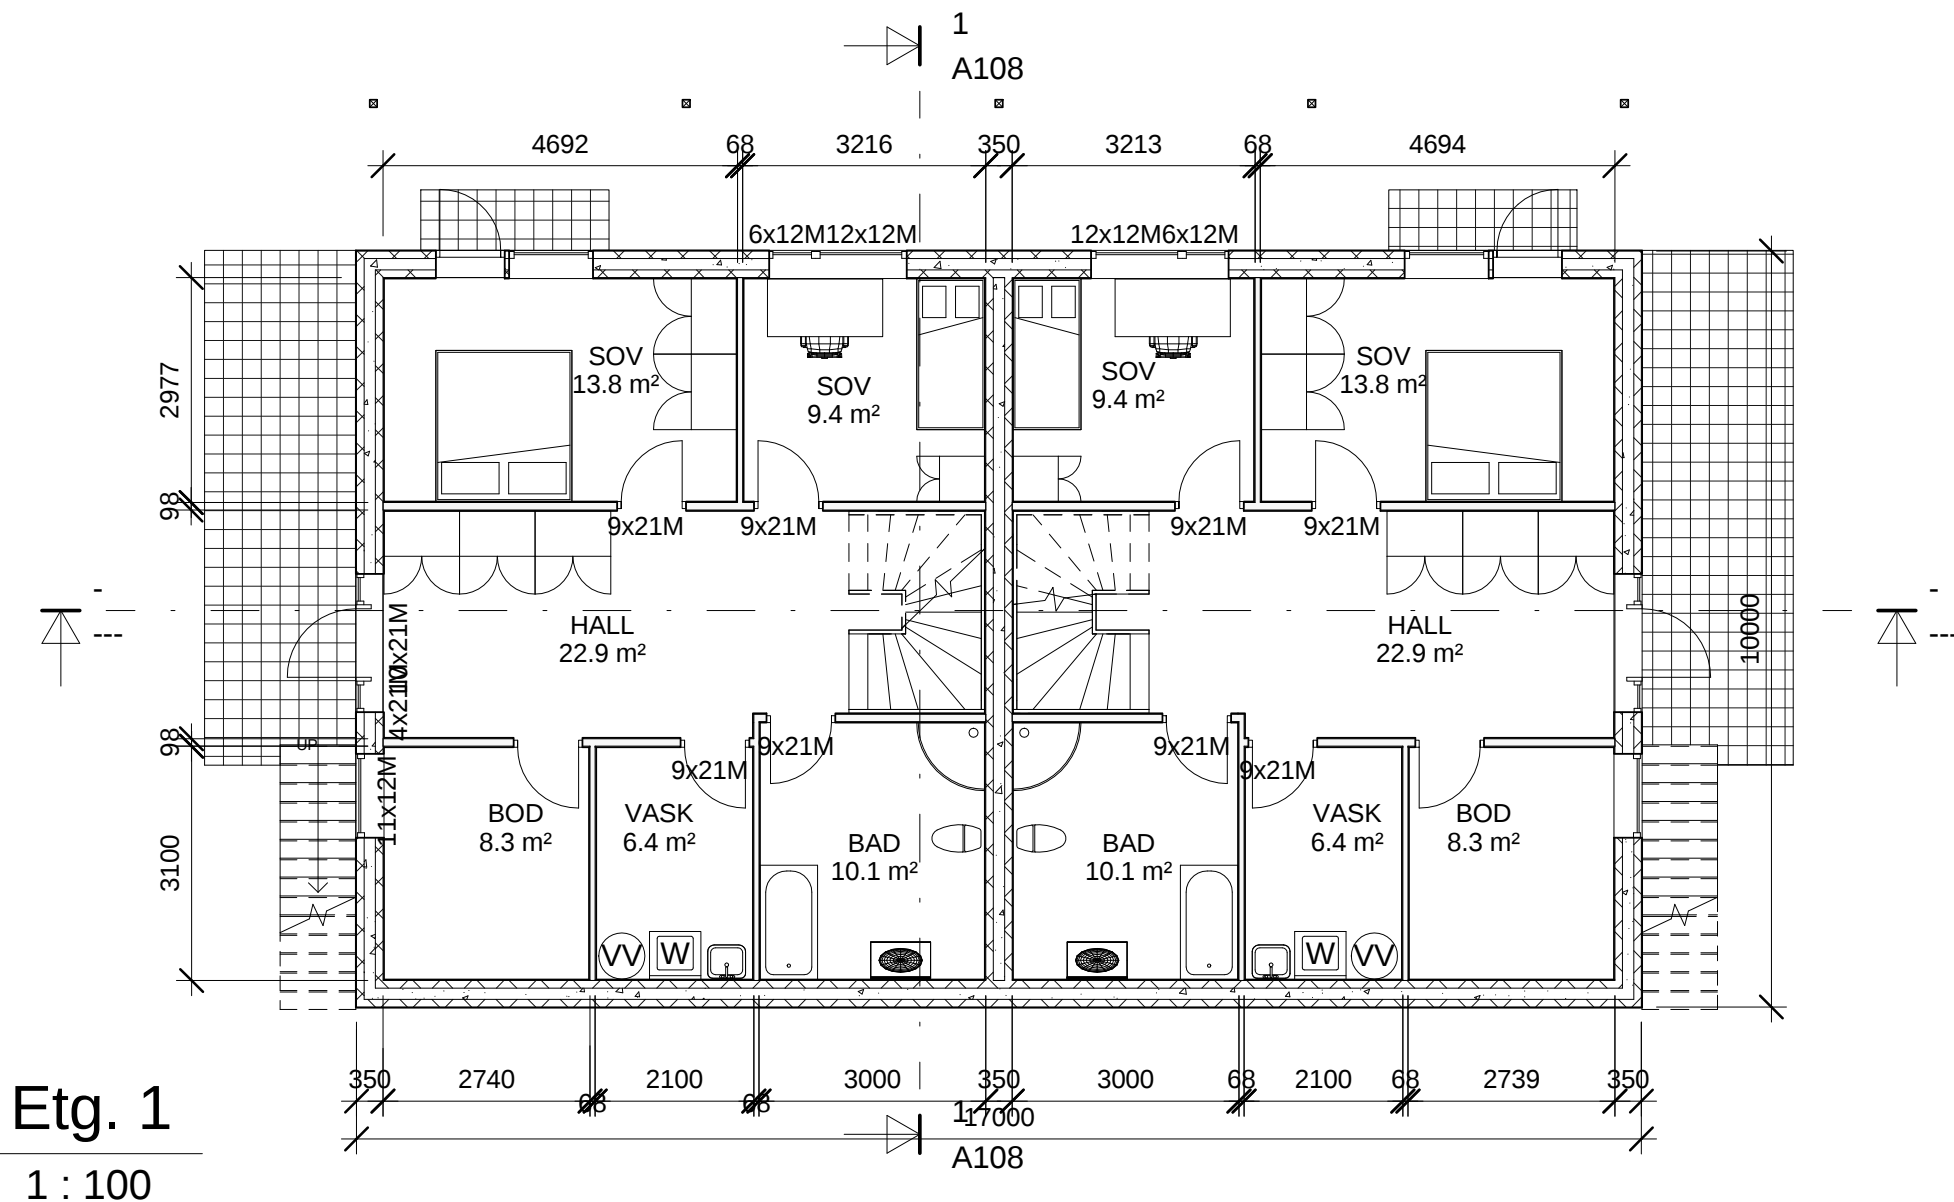 1
A108
4692 68 3216 350 3213 68 4694
6x12M12x12M 12x12M6x12M
SOV
13.8 m²
SOV
9.4 m²
SOV
9.4 m²
SOV
13.8 m²
2977
98
9x21M 9x21M 9x21M 9x21M
-
---
-
---
HALL
22.9 m²
HALL
22.9 m²
10x21M
4x21M
10000
98
UP
9x21M
9x21M
9x21M
9x21M
11x12M
3100
BOD
8.3 m²
VASK
6.4 m²
BAD
10.1 m²
BAD
10.1 m²
VASK
6.4 m²
BOD
8.3 m²
VV W W VV
350 2740 68 2100 68 3000 350 3000 68 2100 68 2739 350
17000
1
A108
Etg. 1
1 : 100